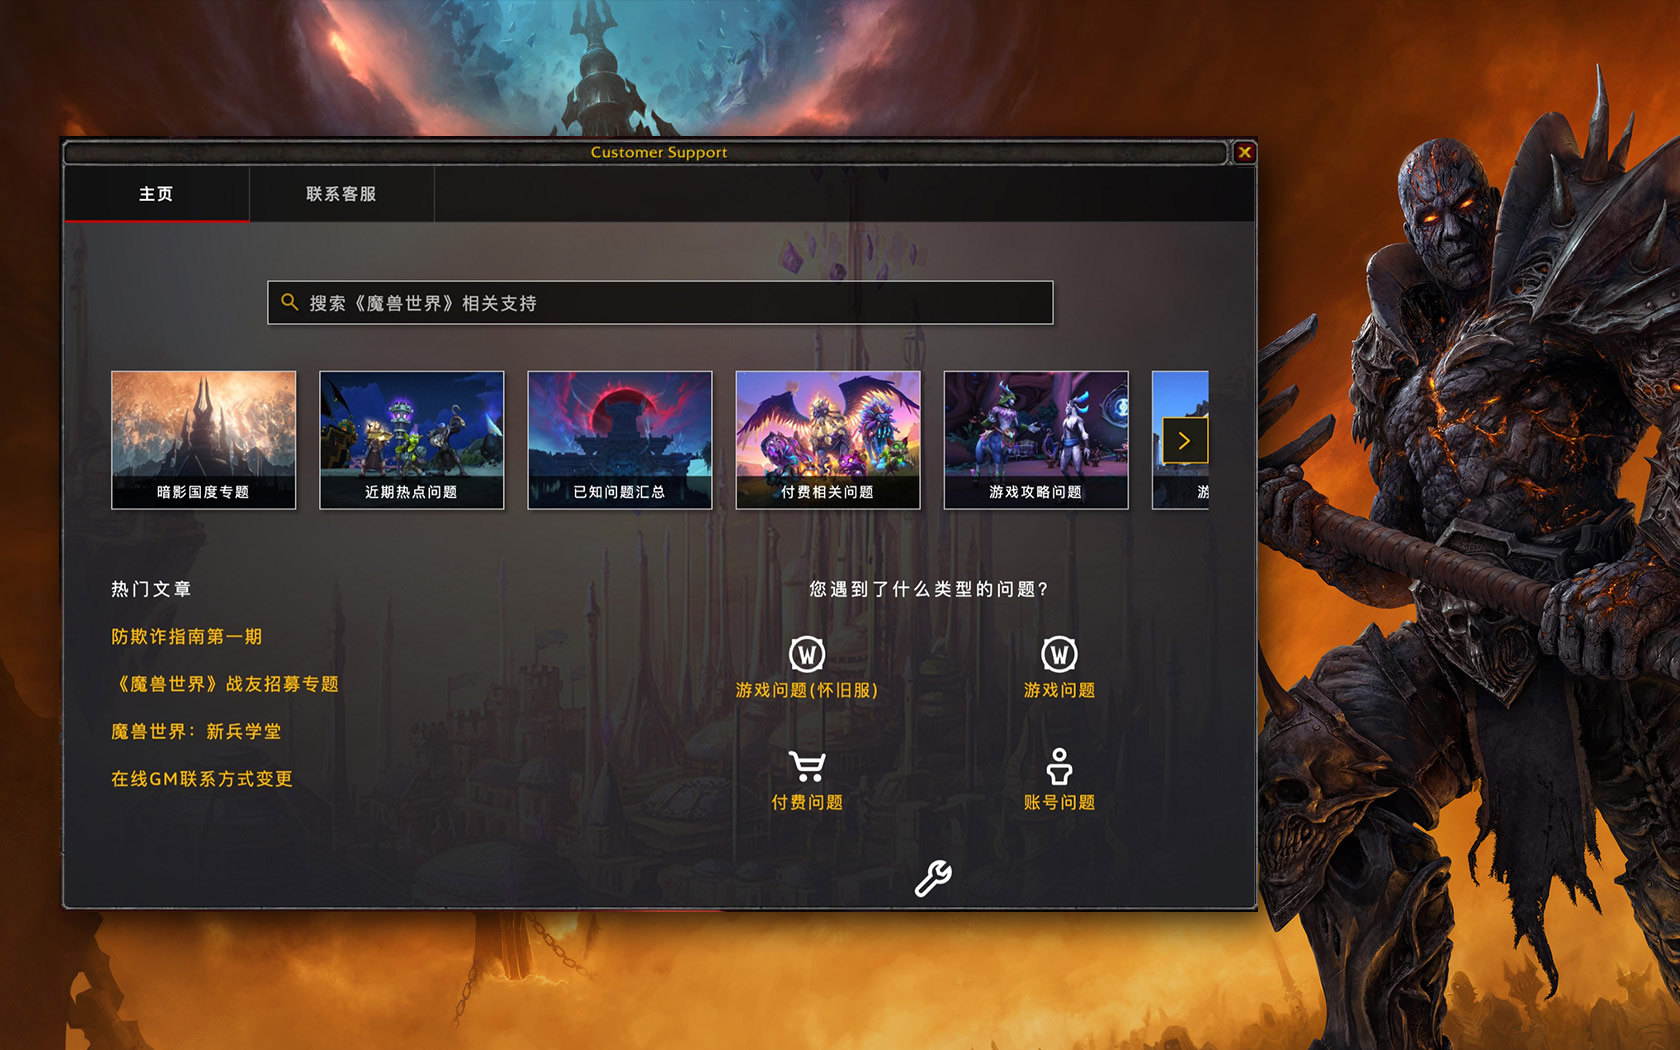 Customer Support
主页
联系客服
搜索《魔兽世界》相关支持
暗影国度专题
近期热点问题
已知问题汇总
付费相关问题
游戏攻略问题
游
热门文章
您遇到了什么类型的问题?
防欺诈指南第一期
《魔兽世界》战友招募专题
魔兽世界：新兵学堂
在线GM联系方式变更
游戏问题(怀旧服)
游戏问题
付费问题
账号问题